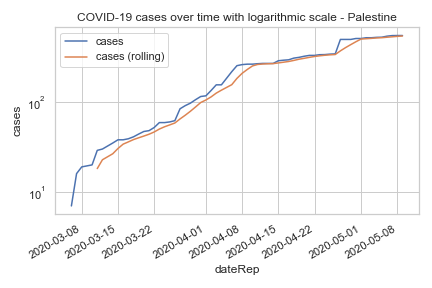 COVID-19 cases over time with logarithmic scale - Palestine
cases
cases (rolling)
cases
10²
10¹
2020-03-08
2020-03-15
2020-03-22
2020-04-01
2020-04-08
2020-04-15
2020-04-22
2020-05-01
2020-05-08
dateRep